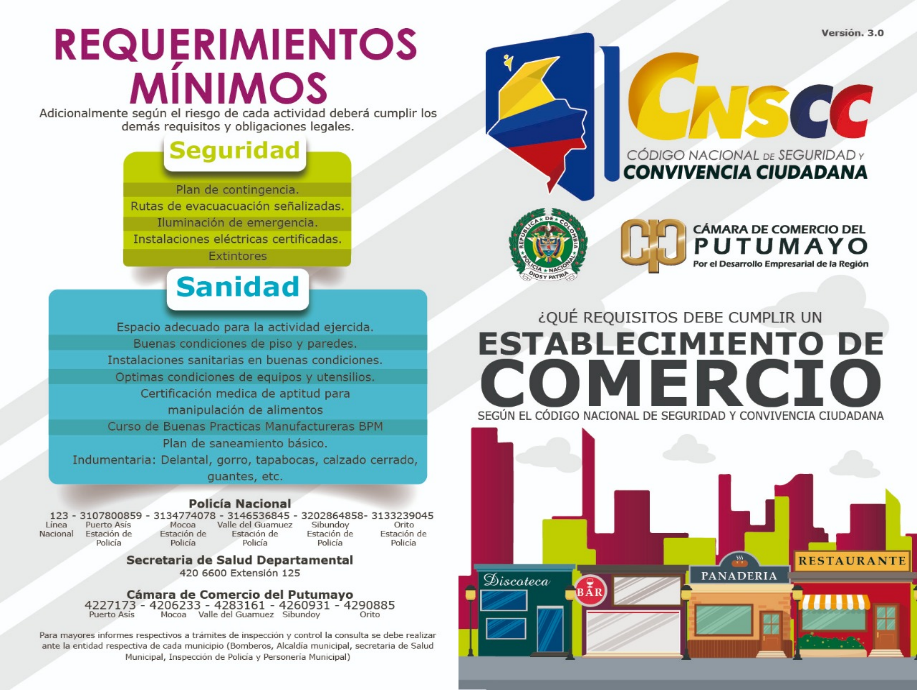 REQUERIMIENTOS
MÍNIMOS
Adicionalmente según el riesgo de cada actividad deberá cumplir los
demás requisitos y obligaciones legales.
Seguridad
Plan de contingencia.
Rutas de evacuacuación señalizadas.
Iluminación de emergencia.
Instalaciones eléctricas certificadas.
Extintores
Sanidad
Espacio adecuado para la actividad ejercida.
Buenas condiciones de piso y paredes.
Instalaciones sanitarias en buenas condiciones.
Optimas condiciones de equipos y utensilios.
Certificación medica de aptitud para
manipulación de alimentos
Curso de Buenas Practicas Manufactureras BPM
Plan de saneamiento básico.
Indumentaria: Delantal, gorro, tapabocas, calzado cerrado,
guantes, etc.
Policía Nacional
123 - 3107800859 - 3134774078 - 3146536845 - 3202864858- 3133239045
Línea Puerto Asís Mocoa Valle del Guamuez Sibundoy Orito
Nacional Estación de Estación de Estación de Estación de Estación de
Policía Policía Policía Policía Policia
Secretaria de Salud Departamental
420 6600 Extensión 125
Cámara de Comercio del Putumayo
4227173 - 4206233 - 4283161 - 4260931 - 4290885
Puerto Asís Mocoa Valle del Guamuez Sibundoy Orito
Para mayores informes respectivos a trámites de inspección y control la consulta se debe realizar
ante la entidad respectiva de cada municipio (Bomberos, Alcaldía municipal, secretaria de Salud
Municipal, Inspección de Policía y Personería Municipal)
Versión. 3.0
CNSCC
CÓDIGO NACIONAL DE SEGURIDAD Y
CONVIVENCIA CIUDADANA
REPUBLICA DE COLOMBIA
POLICIA NACIONAL
DIOS Y PATRIA
CÁMARA DE COMERCIO DEL
PUTUMAYO
Por el Desarrollo Empresarial de la Región
¿QUÉ REQUISITOS DEBE CUMPLIR UN
ESTABLECIMIENTO DE
COMERCIO
SEGÚN EL CÓDIGO NACIONAL DE SEGURIDAD Y CONVIVENCIA CIUDADANA
Discoteca
BAR
PANADERIA
RESTAURANTE